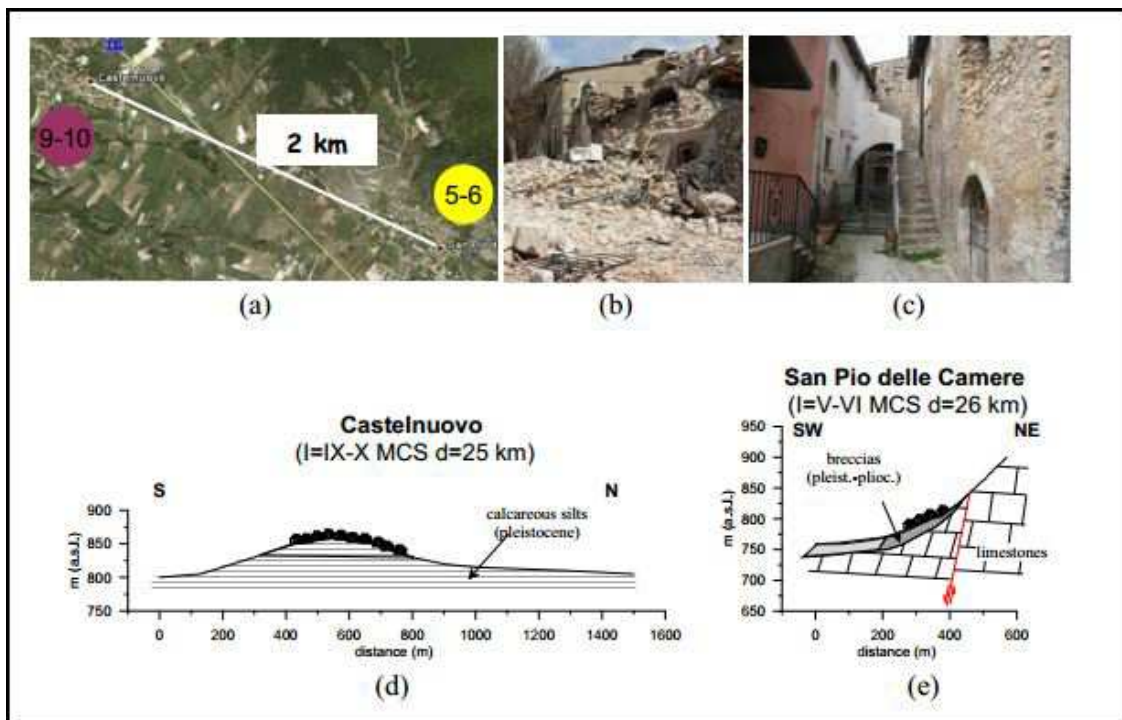 Castelnuovo
9-10
2 km
5-6
(a)
(b)
(c)
Castelnuovo
(I=IX-X MCS d=25 km)
S
N
calcareous silts
(pleistocene)
m (a.s.l.)
900
850
800
750
0
200
400
600
800
1000
1200
1400
1600
distance (m)
(d)
San Pio delle Camere
(I=V-VI MCS d=26 km)
SW
NE
breccias
(pleist.-plioc.)
limestones
m (a.s.l.)
950
900
850
800
750
700
650
0
200
400
600
distance (m)
(e)